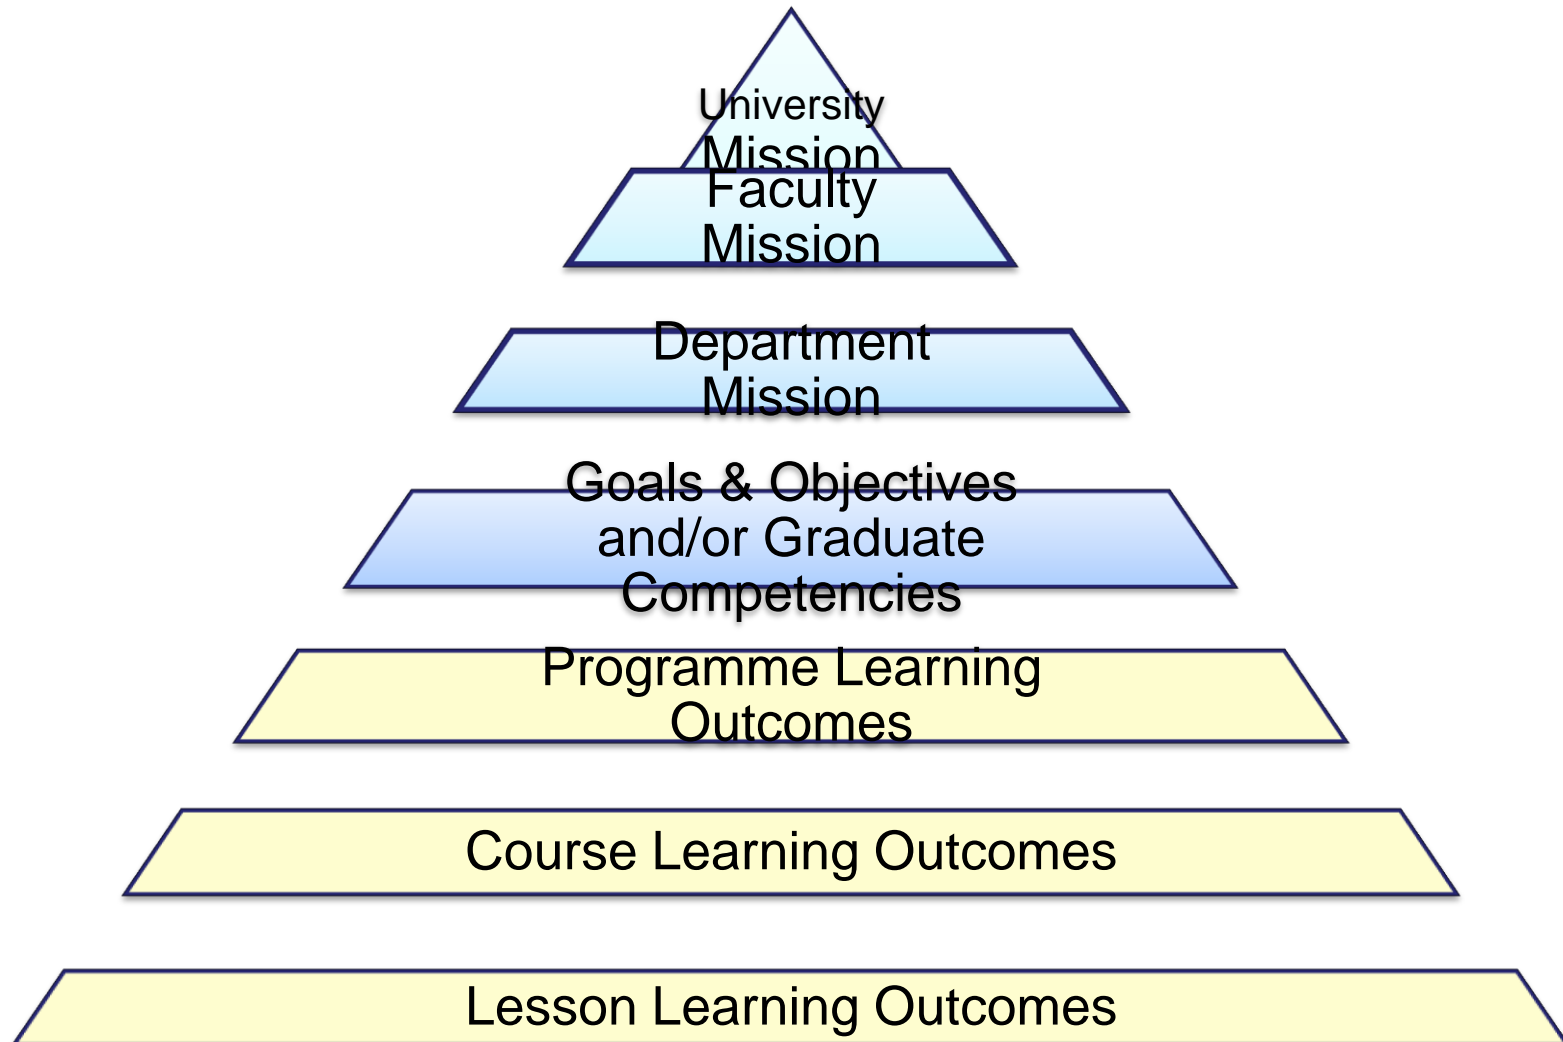 University
Mission
Faculty
Mission
Department
Mission
Goals & Objectives
and/or Graduate
Competencies
Programme Learning
Outcomes
Course Learning Outcomes
Lesson Learning Outcomes